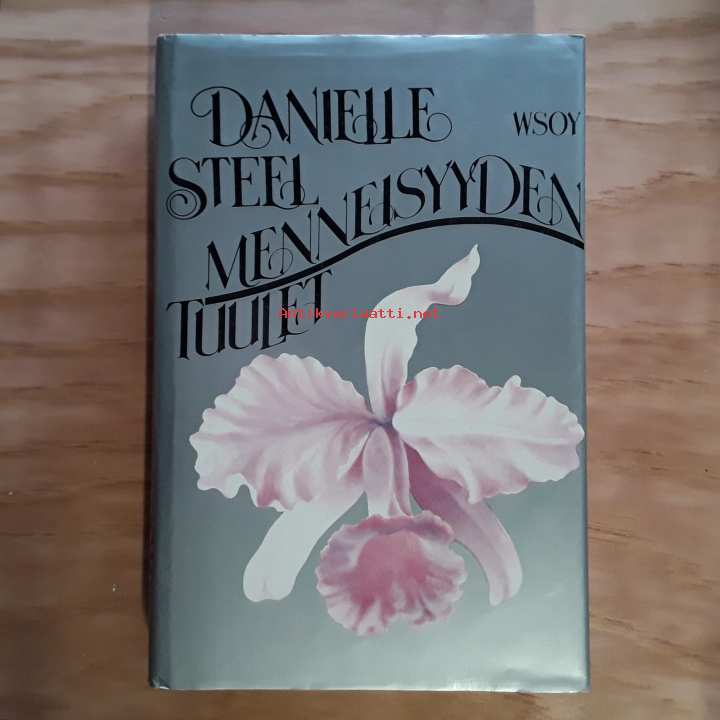 DANIELLE
WSOY
STEEL
MENNEISYYDEN
TUULET
Antikvariaatti.net